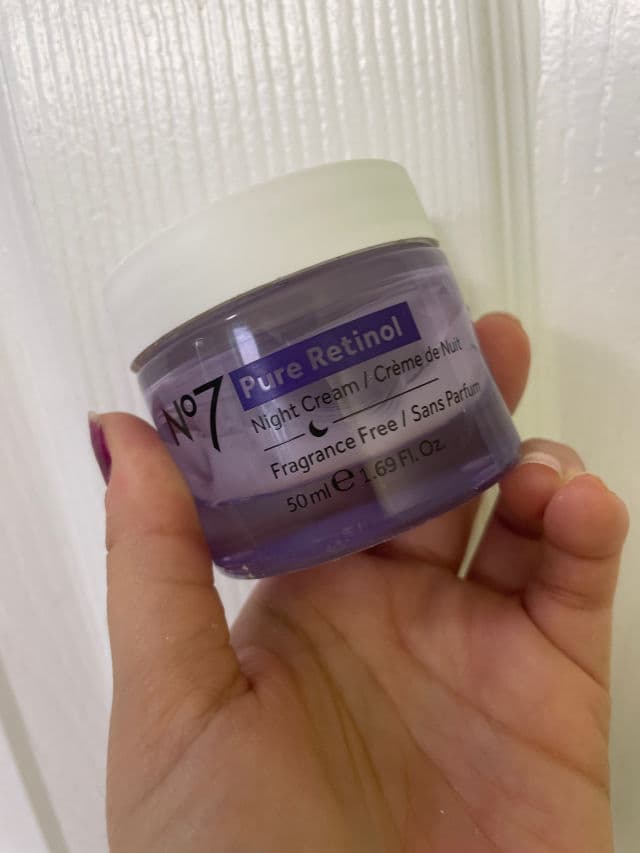 No7 Pure Retinol
Night Cream / Crème de Nuit
Fragrance Free / Sans Parfum
50 ml e 1.69 Fl. Oz.